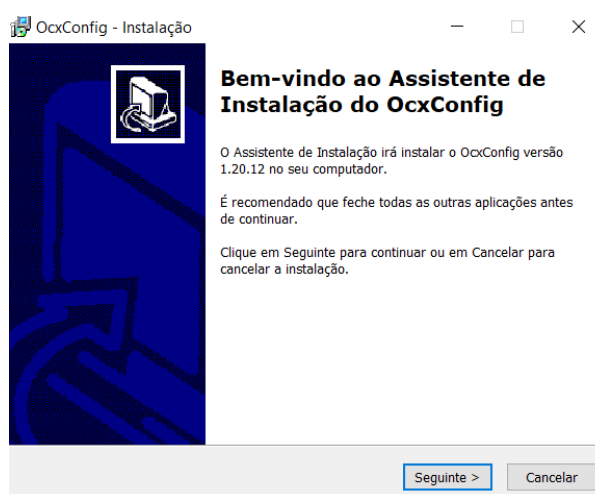 OcxConfig - Instalação
Bem-vindo ao Assistente de
Instalação do OcxConfig
O Assistente de Instalação irá instalar o OcxConfig versão
1.20.12 no seu computador.
É recomendado que feche todas as outras aplicações antes
de continuar.
Clique em Seguinte para continuar ou em Cancelar para
cancelar a instalação.
Seguinte >
Cancelar